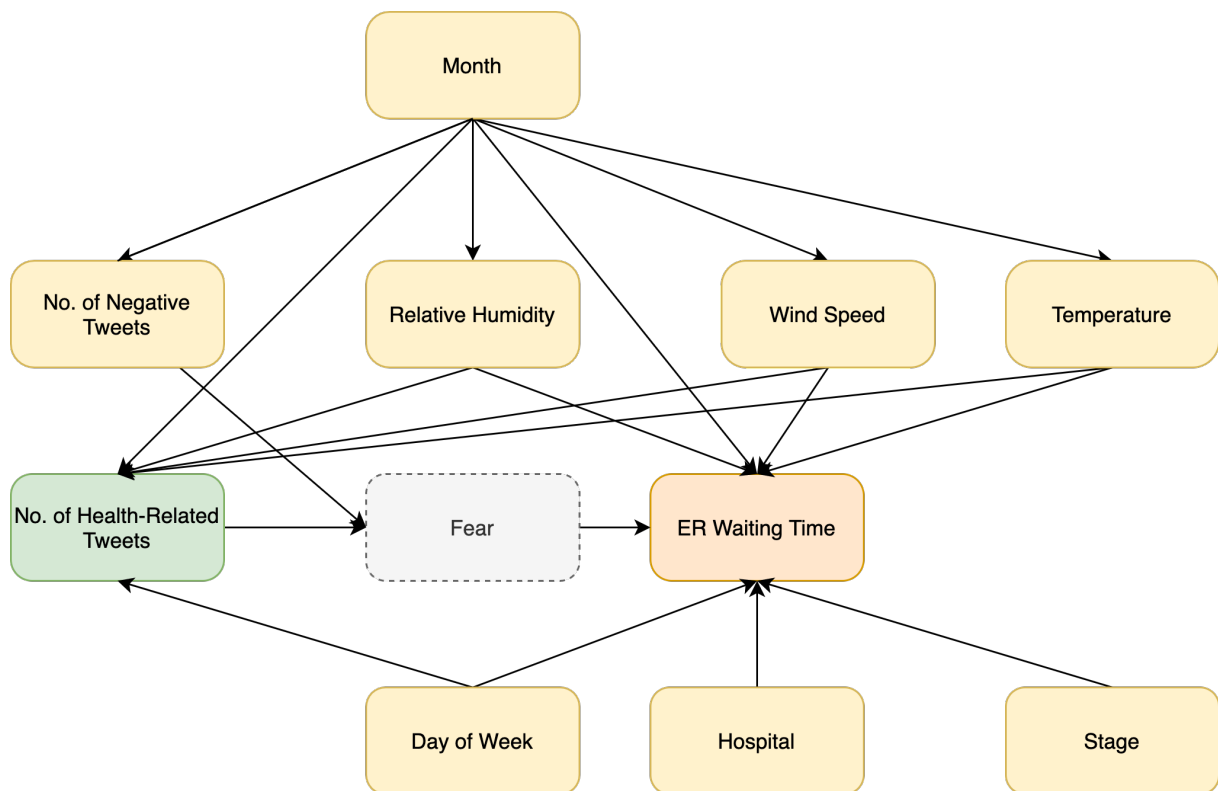 Month
No. of Negative
Tweets
Relative Humidity
Wind Speed
Temperature
No. of Health-Related
Tweets
Fear
ER Waiting Time
Day of Week
Hospital
Stage